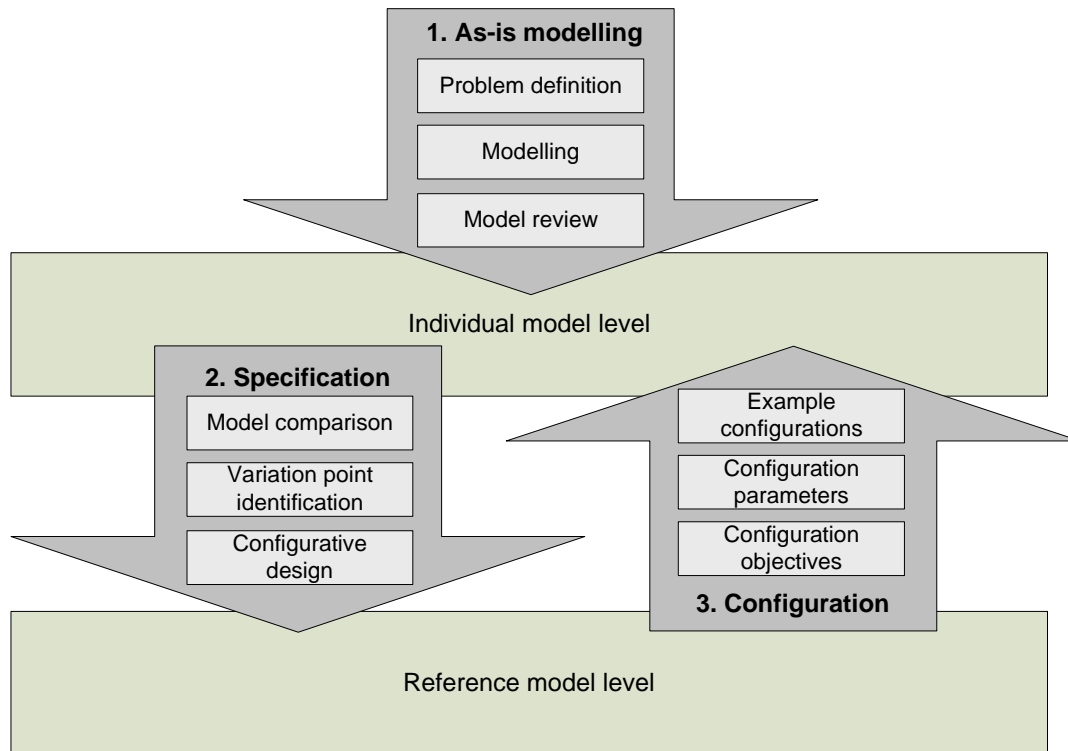 1. As-is modelling
Problem definition
Modelling
Model review
Individual model level
2. Specification
Model comparison
Variation point
identification
Configurative
design
Example
configurations
Configuration
parameters
Configuration
objectives
3. Configuration
Reference model level